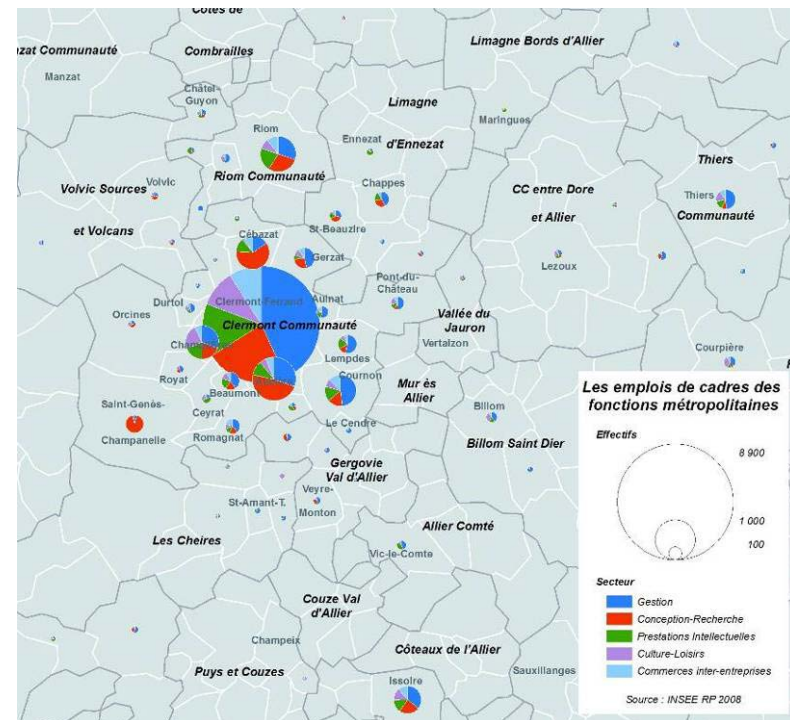 Côtes de
Combrailles
Limagne Bords d'Allier
nzat Communauté
Manzat
Châtel-
Guyon
Limagne
d'Ennezat
Maringues
Riom
Ennezat
Riom Communauté
Thiers
Communauté
Thiers
Volvic Sources
et Volcans
Volvic
Chappes
CC entre Dore
et Allier
St-Beauzire
Cébazat
Gerzat
Lezoux
Pont-du-
Château
Durtol
Clermont-Ferrand
Aulnat
Orcines
Clermont Communauté
Vallée du
Jauron
Vertaizon
Lempdes
Courpière
Royat
Beaumont
Cournon
Mur ès
Allier
Saint-Genès-
Champanelle
Ceyrat
Romagnat
Le Cendre
Billom
Billom Saint Dier
Gergovie
Val d'Allier
Veyre-
Monton
St-Amant-T.
Les Cheires
Allier Comté
Vic-le-Comte
Couze Val
d'Allier
Champeix
Côteaux de l'Allier
Puys et Couzes
Sauxillanges
Issoire
Les emplois de cadres des
fonctions métropolitaines
Effectifs
8 900
1 000
100
Secteur
Gestion
Conception-Recherche
Prestations Intellectuelles
Culture-Loisirs
Commerces inter-entreprises
Source : INSEE RP 2008